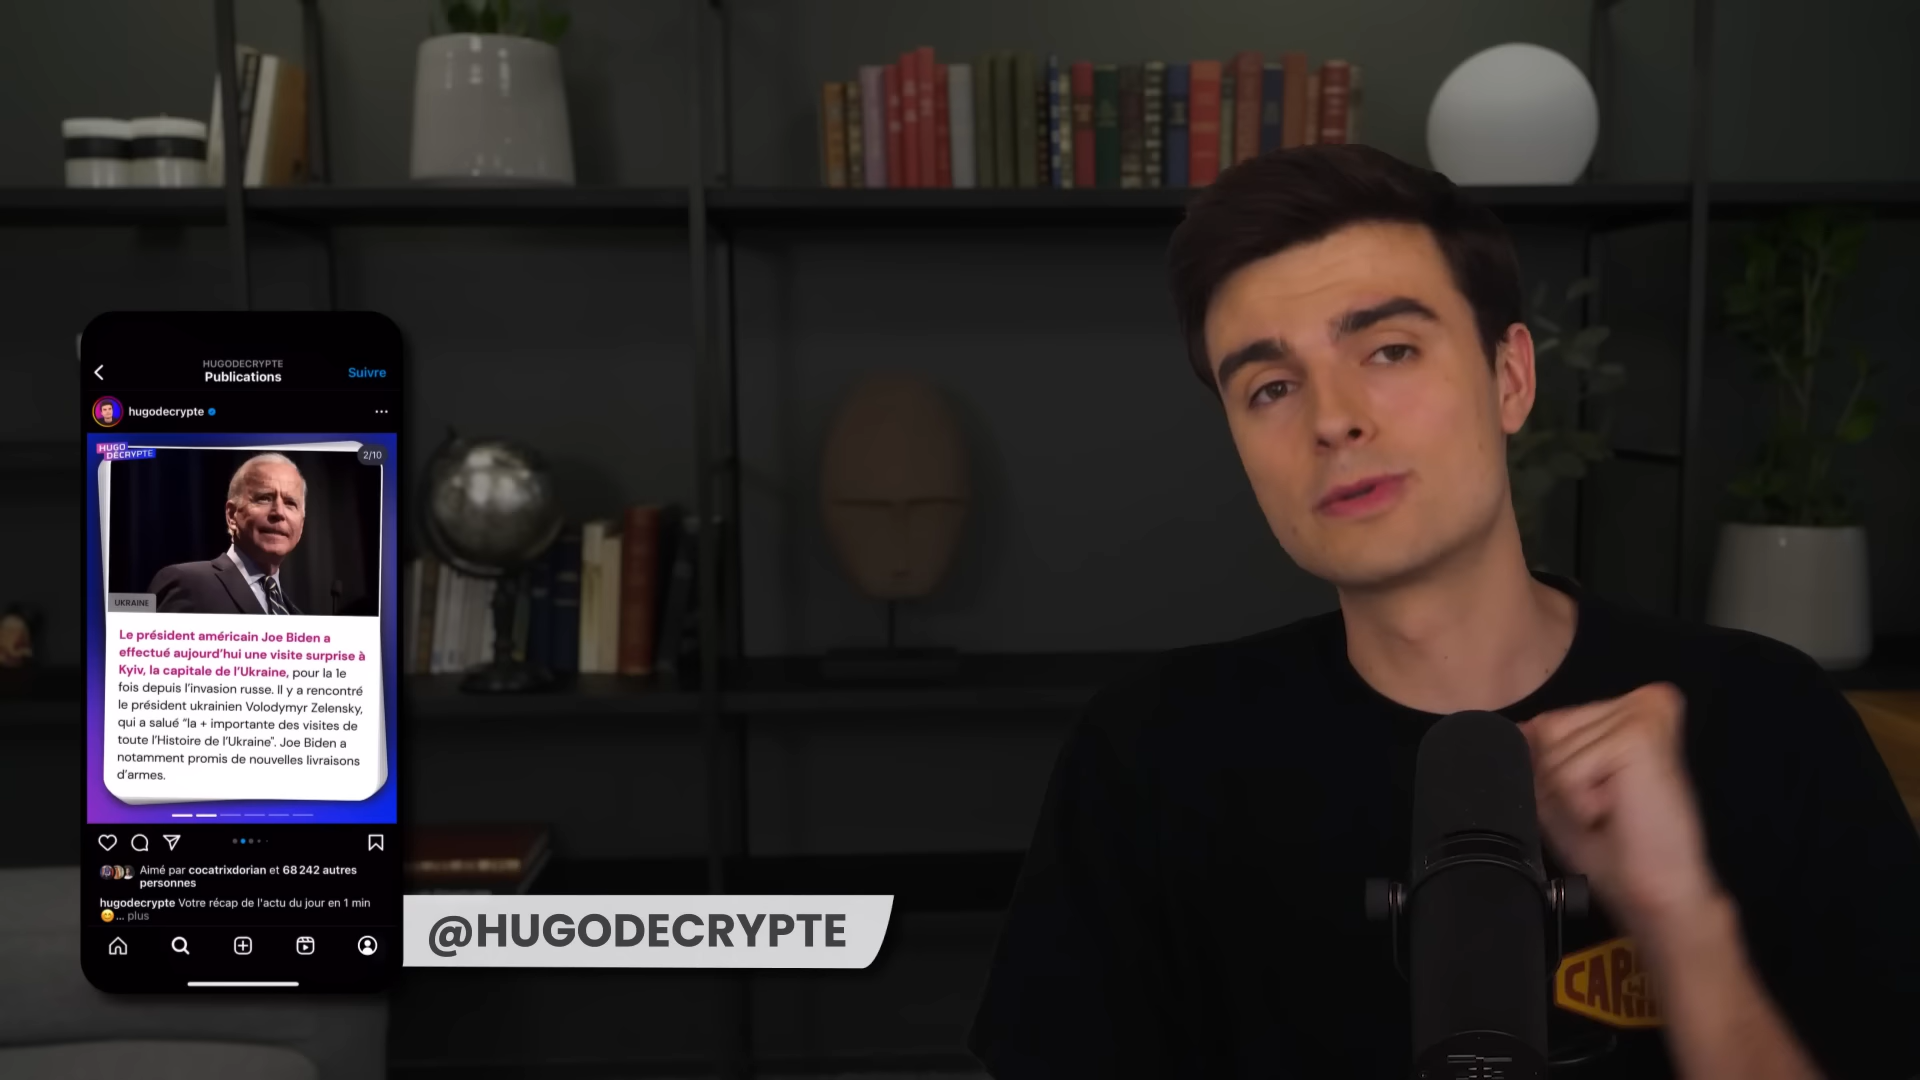 HUGODECRYPTE
Publications
Suivre
hugodecrypte
HUGO
DÉCRYPTE
2/10
UKRAINE
Le président américain Joe Biden a
effectué aujourd'hui une visite surprise à
Kyiv, la capitale de l'Ukraine, pour la 1e
fois depuis l'invasion russe. Il y a rencontré
le président ukrainien Volodymyr Zelensky,
qui a salué "la + importante des visites de
toute l'Histoire de l'Ukraine". Joe Biden a
notamment promis de nouvelles livraisons
d'armes.
Aimé par cocatrixdorian et 68 242 autres
personnes
hugodecrypte Votre récap de l'actu du jour en 1 min
😊... plus
@HUGODECRYPTE